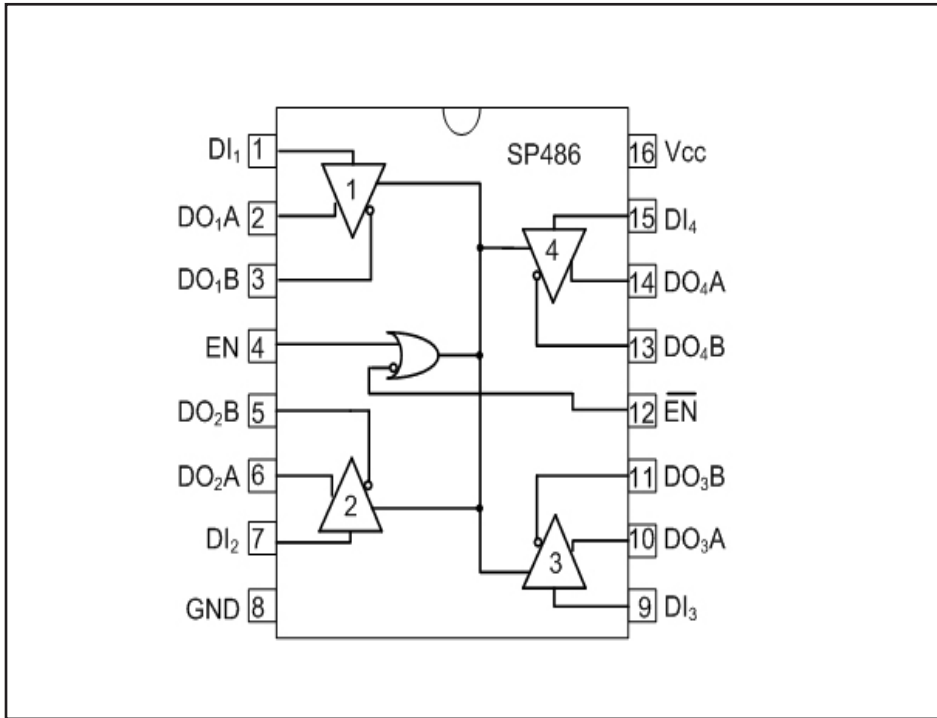 SP486
DI₁ 1
DO₁A 2
DO₁B 3
EN 4
DO₂B 5
DO₂A 6
DI₂ 7
GND 8
16 Vcc
15 DI₄
14 DO₄A
13 DO₄B
12 E̅N̅
11 DO₃B
10 DO₃A
9 DI₃
1
4
2
3